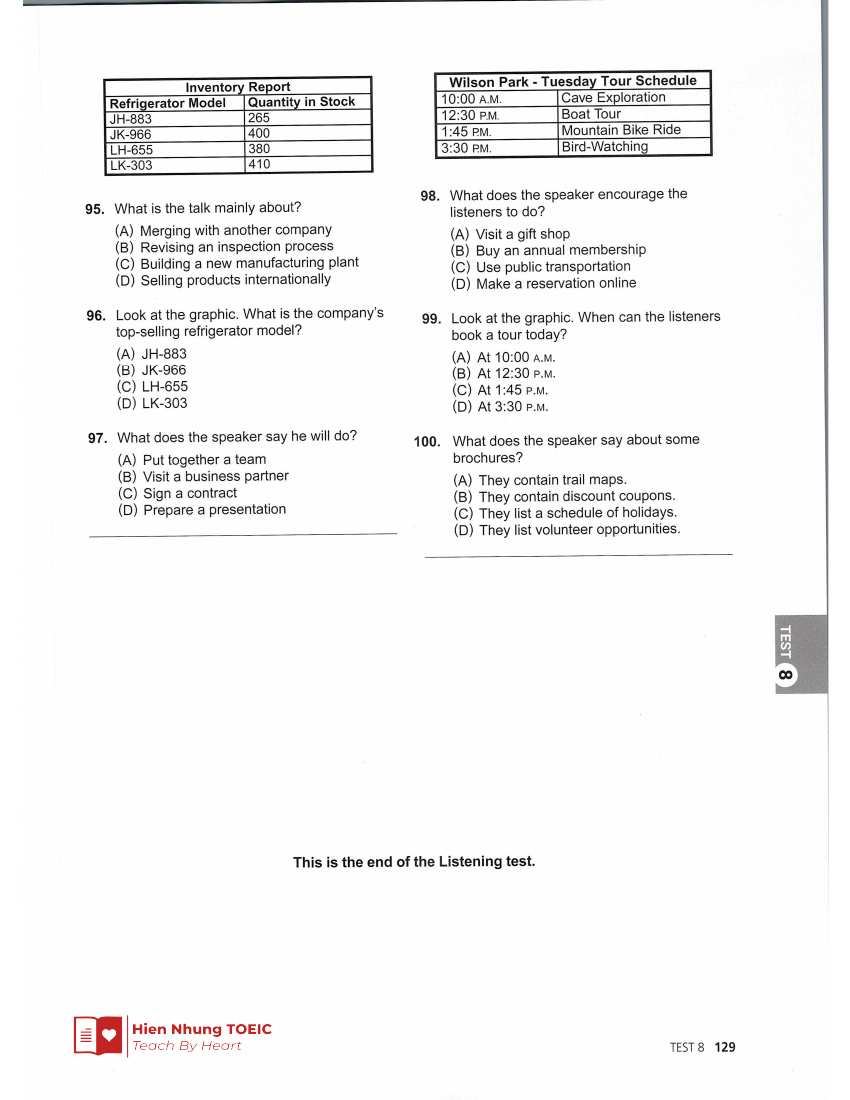 Inventory Report
Refrigerator Model Quantity in Stock
JH-883 265
JK-966 400
LH-655 380
LK-303 410
95. What is the talk mainly about?
(A) Merging with another company
(B) Revising an inspection process
(C) Building a new manufacturing plant
(D) Selling products internationally
96. Look at the graphic. What is the company's
top-selling refrigerator model?
(A) JH-883
(B) JK-966
(C) LH-655
(D) LK-303
97. What does the speaker say he will do?
(A) Put together a team
(B) Visit a business partner
(C) Sign a contract
(D) Prepare a presentation
Wilson Park - Tuesday Tour Schedule
10:00 A.M. Cave Exploration
12:30 P.M. Boat Tour
1:45 P.M. Mountain Bike Ride
3:30 P.M. Bird-Watching
98. What does the speaker encourage the
listeners to do?
(A) Visit a gift shop
(B) Buy an annual membership
(C) Use public transportation
(D) Make a reservation online
99. Look at the graphic. When can the listeners
book a tour today?
(A) At 10:00 A.M.
(B) At 12:30 P.M.
(C) At 1:45 P.M.
(D) At 3:30 P.M.
100. What does the speaker say about some
brochures?
(A) They contain trail maps.
(B) They contain discount coupons.
(C) They list a schedule of holidays.
(D) They list volunteer opportunities.
TEST 8
This is the end of the Listening test.
Hien Nhung TOEIC
Teach By Heart
TEST 8 129